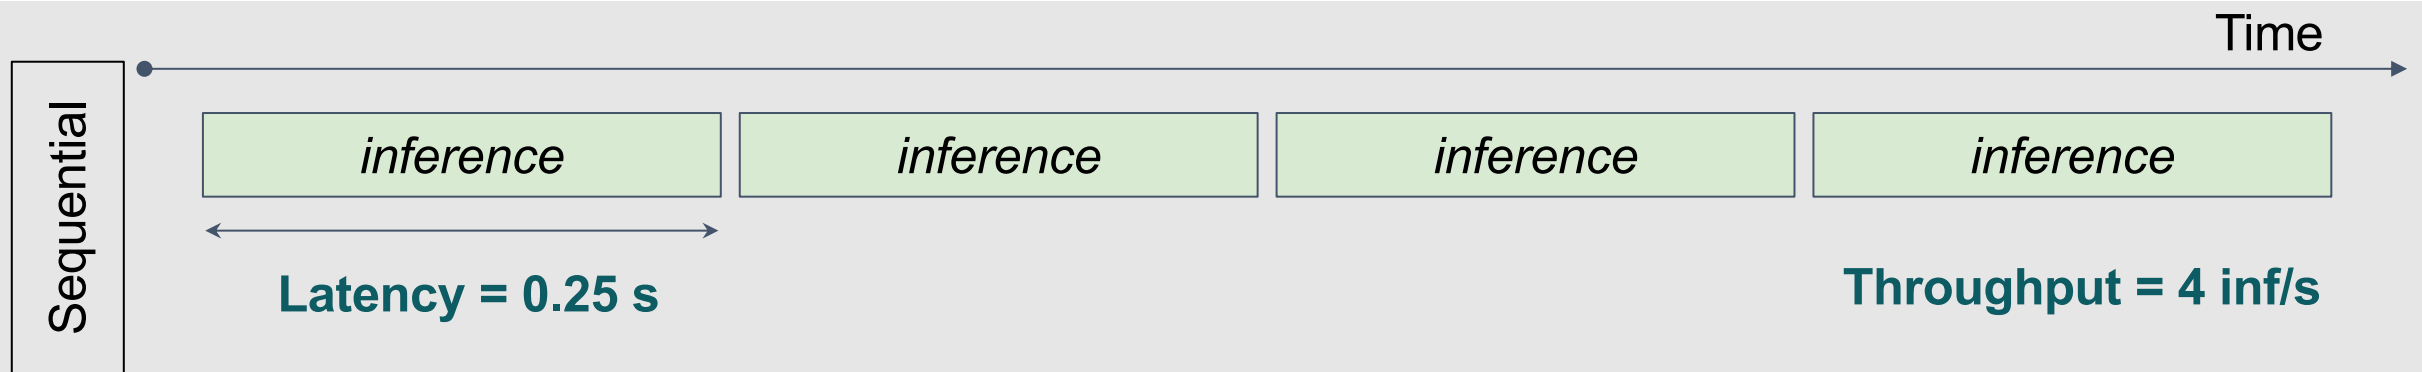 Time
Sequential
inference
inference
inference
inference
Latency = 0.25 s
Throughput = 4 inf/s